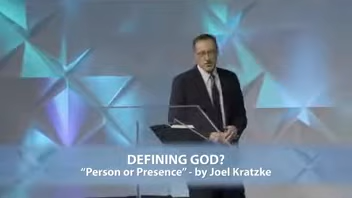 DEFINING GOD?
“Person or Presence” - by Joel Kratzke